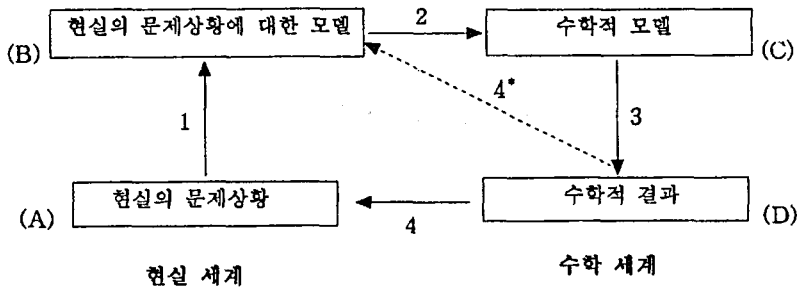 현실의 문제상황에 대한 모델
2
수학적 모델
(B)
(C)
1
4*
3
현실의 문제상황
수학적 결과
(A)
4
(D)
현실 세계
수학 세계